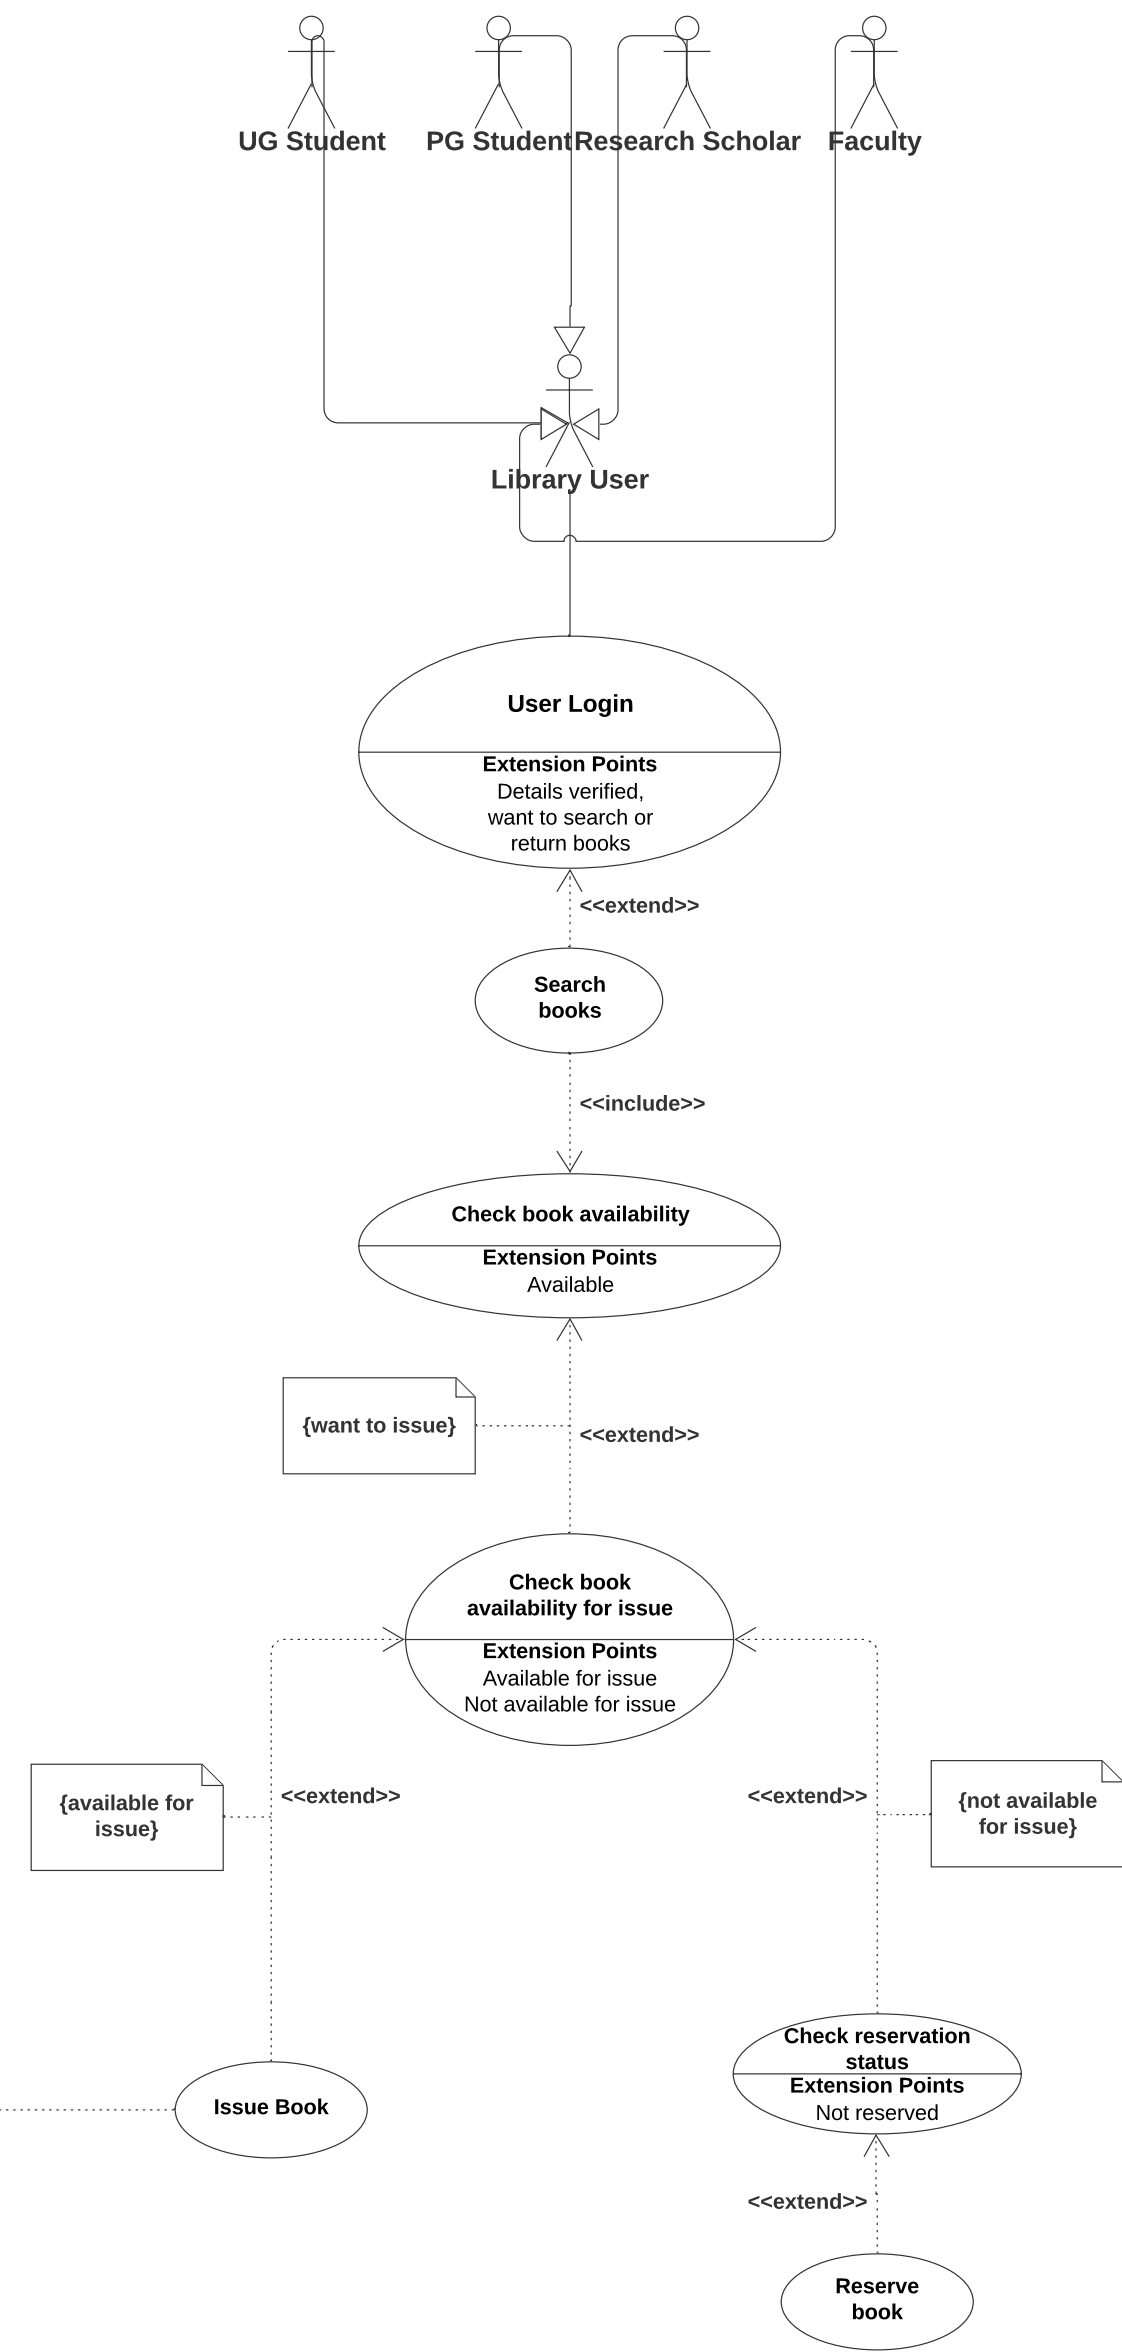 UG Student
PG Student
Research Scholar
Faculty
Library User
User Login
Extension Points
Details verified,
want to search or
return books
<<extend>>
Search
books
<<include>>
Check book availability
Extension Points
Available
{want to issue}
<<extend>>
Check book
availability for issue
Extension Points
Available for issue
Not available for issue
{available for
issue}
<<extend>>
<<extend>>
{not available
for issue}
Issue Book
Check reservation
status
Extension Points
Not reserved
<<extend>>
Reserve
book